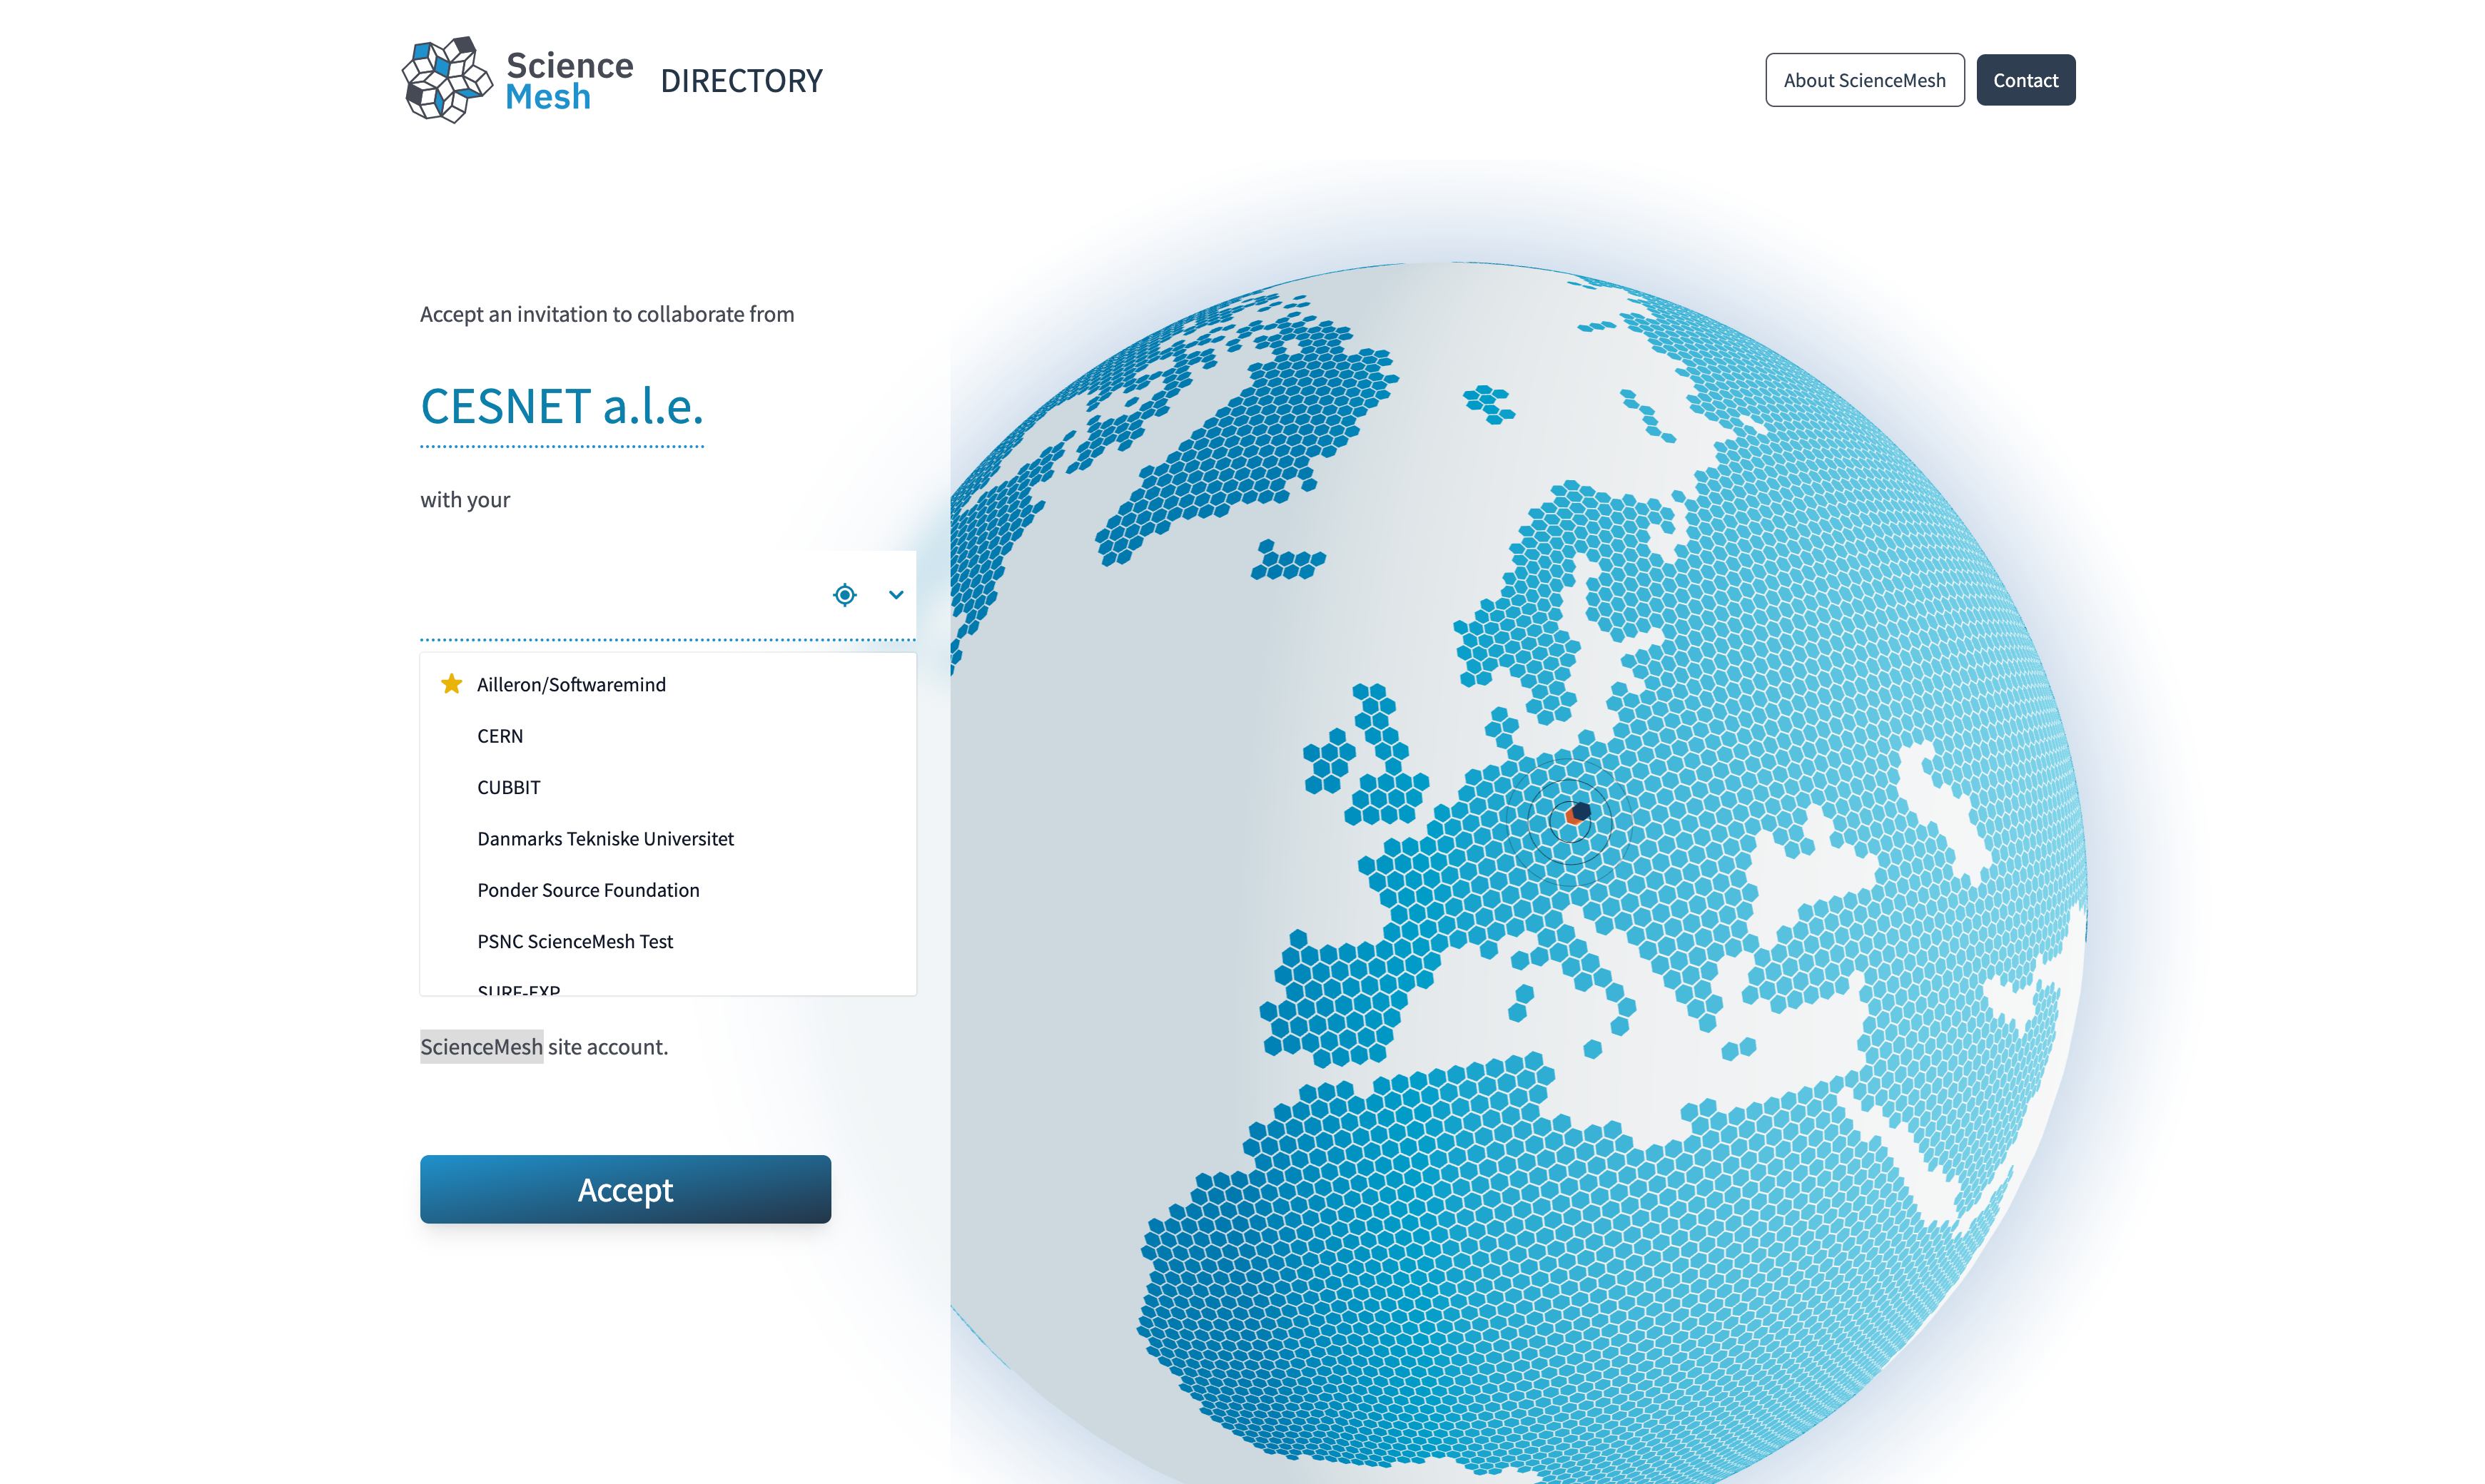 Science
Mesh
DIRECTORY
About ScienceMesh
Contact
Accept an invitation to collaborate from
CESNET a.l.e.
with your
Ailleron/Softwaremind
CERN
CUBBIT
Danmarks Tekniske Universitet
Ponder Source Foundation
PSNC ScienceMesh Test
SURF-EXP
ScienceMesh site account.
Accept